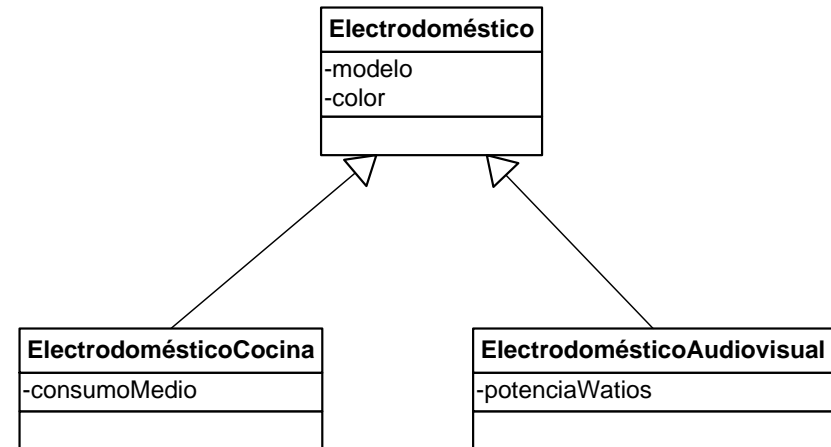 Electrodoméstico
-modelo
-color
ElectrodomésticoCocina
-consumoMedio
ElectrodomésticoAudiovisual
-potenciaWatios